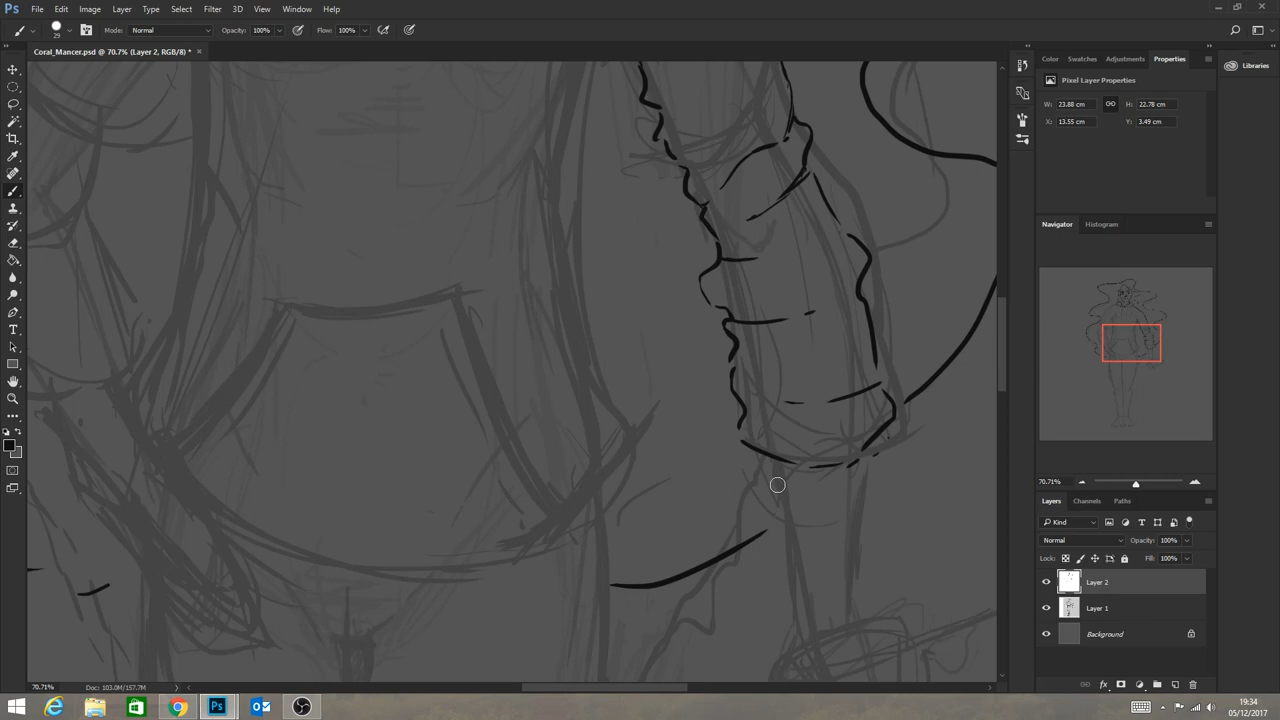 Ps File Edit Image Layer Type Select Filter 3D View Window Help
29 Mode: Normal Opacity: 100% Flow: 100%
Coral_Mancer.psd @ 70.7% (Layer 2, RGB/8) * ×
Color Swatches Adjustments Properties
Libraries
Pixel Layer Properties
W: 23.88 cm H: 22.78 cm
X: 13.55 cm Y: 3.49 cm
Navigator Histogram
70.71%
Layers Channels Paths
Kind
Normal Opacity: 100%
Lock: Fill: 100%
Layer 2
Layer 1
Background
70.71% Doc: 103.0M/157.7M
19:34
05/12/2017